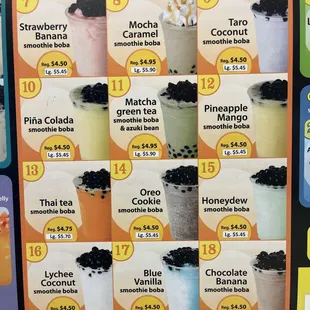 7
Strawberry
Banana
smoothie boba
Reg. $4.50
Lg. $5.45
8
Mocha
Caramel
smoothie boba
Reg. $4.95
Lg. $5.90
9
Taro
Coconut
smoothie boba
Reg. $4.50
Lg. $5.45
10
Piña Colada
smoothie boba
Reg. $4.50
Lg. $5.45
11
Matcha
green tea
smoothie boba
& azuki bean
Reg. $4.95
Lg. $5.90
12
Pineapple
Mango
smoothie boba
Reg. $4.50
Lg. $5.45
13
Thai tea
smoothie boba
Reg. $4.75
Lg. $5.70
14
Oreo
Cookie
smoothie boba
Reg. $4.50
Lg. $5.45
15
Honeydew
smoothie boba
Reg. $4.50
Lg. $5.45
16
Lychee
Coconut
smoothie boba
Reg. $4.50
17
Blue
Vanilla
smoothie boba
Reg. $4.50
18
Chocolate
Banana
smoothie boba
Reg. $4.50